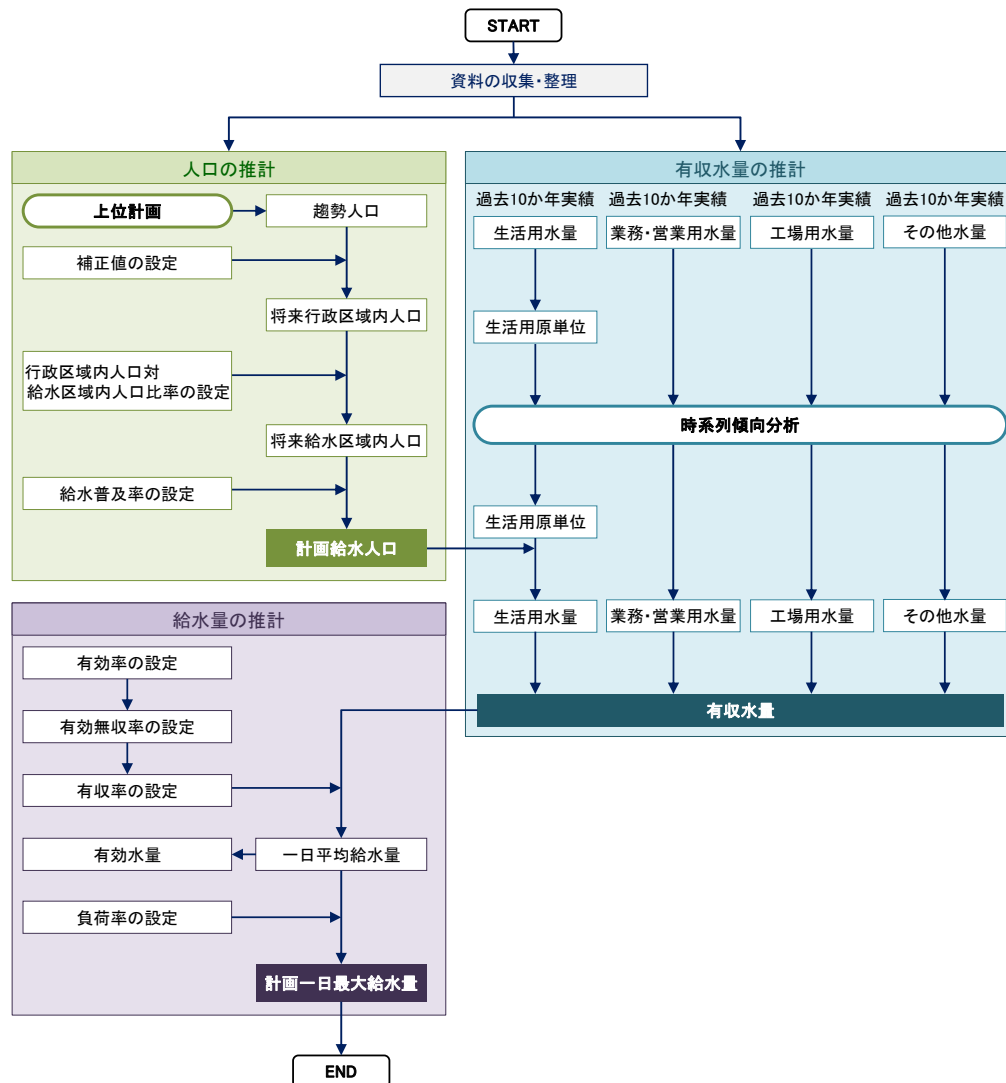 START
資料の収集・整理
人口の推計
上位計画
趨勢人口
補正値の設定
将来行政区域内人口
行政区域内人口対
給水区域内人口比率の設定
将来給水区域内人口
給水普及率の設定
計画給水人口
有収水量の推計
過去10か年実績
過去10か年実績
過去10か年実績
過去10か年実績
生活用水量
業務・営業用水量
工場用水量
その他水量
生活用原単位
時系列傾向分析
生活用原単位
生活用水量
業務・営業用水量
工場用水量
その他水量
有収水量
給水量の推計
有効率の設定
有効無収率の設定
有収率の設定
有効水量
一日平均給水量
負荷率の設定
計画一日最大給水量
END